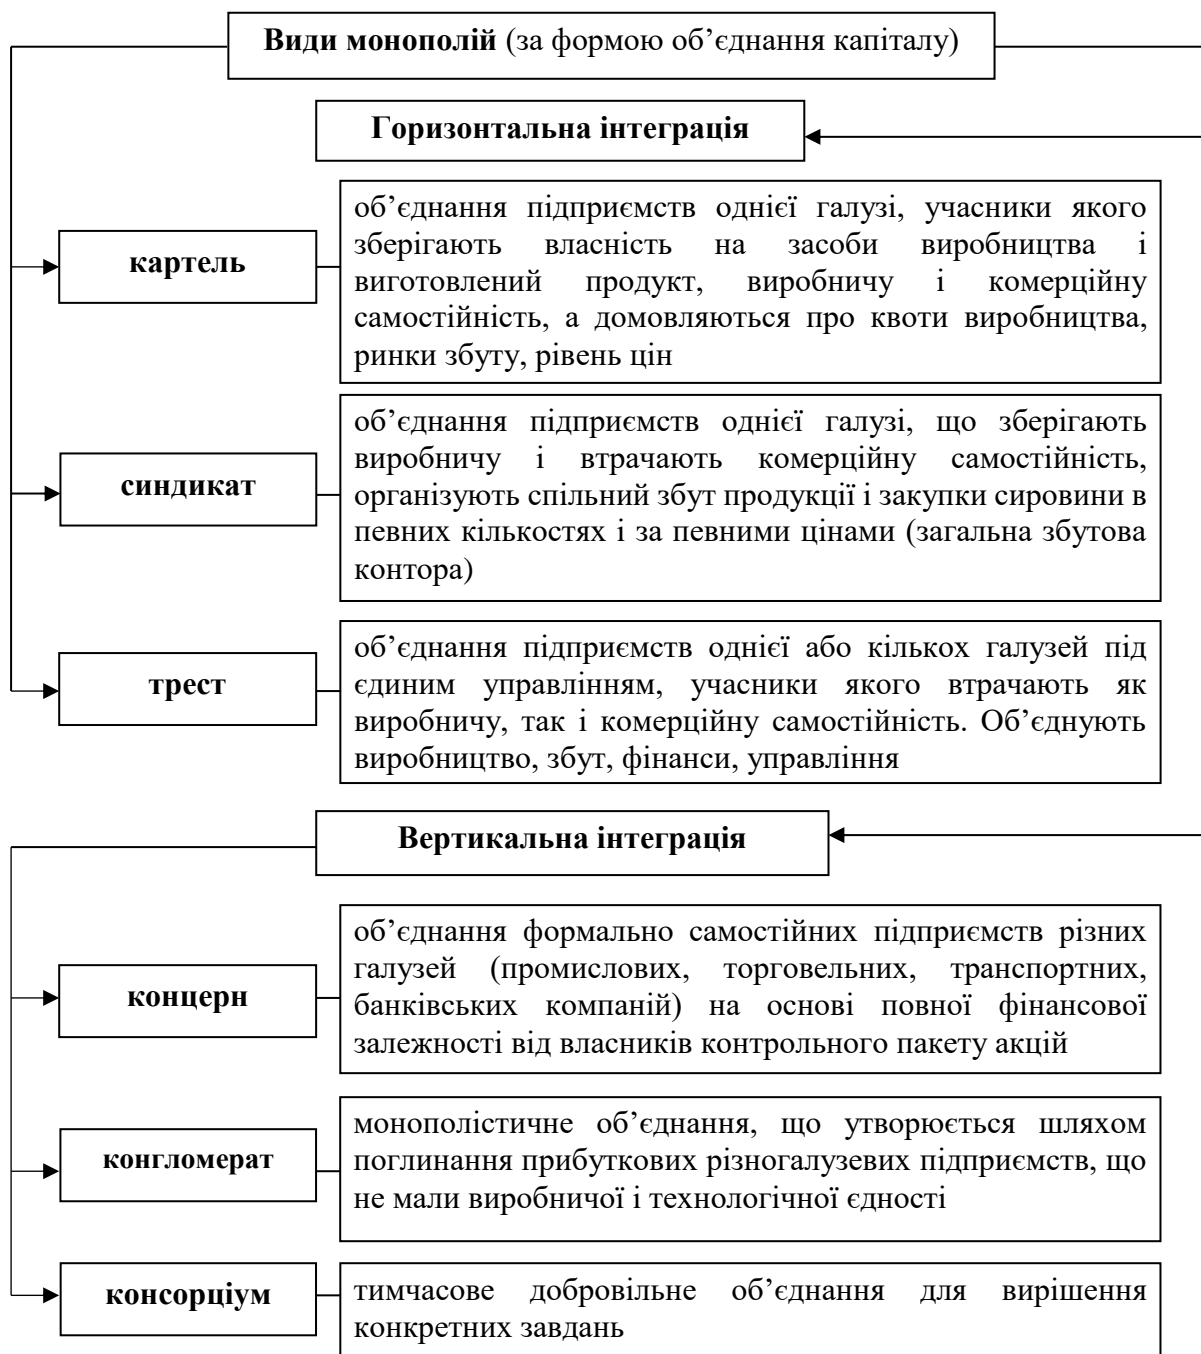 Види монополій (за формою об’єднання капіталу)
Горизонтальна інтеграція
картель
об’єднання підприємств однієї галузі, учасники якого
зберігають власність на засоби виробництва і
виготовлений продукт, виробничу і комерційну
самостійність, а домовляються про квоти виробництва,
ринки збуту, рівень цін
синдикат
об’єднання підприємств однієї галузі, що зберігають
виробничу і втрачають комерційну самостійність,
організують спільний збут продукції і закупки сировини в
певних кількостях і за певними цінами (загальна збутова
контора)
трест
об’єднання підприємств однієї або кількох галузей під
єдиним управлінням, учасники якого втрачають як
виробничу, так і комерційну самостійність. Об’єднують
виробництво, збут, фінанси, управління
Вертикальна інтеграція
концерн
об’єднання формально самостійних підприємств різних
галузей (промислових, торговельних, транспортних,
банківських компаній) на основі повної фінансової
залежності від власників контрольного пакету акцій
конгломерат
монополістичне об’єднання, що утворюється шляхом
поглинання прибуткових різногалузевих підприємств, що
не мали виробничої і технологічної єдності
консорціум
тимчасове добровільне об’єднання для вирішення
конкретних завдань